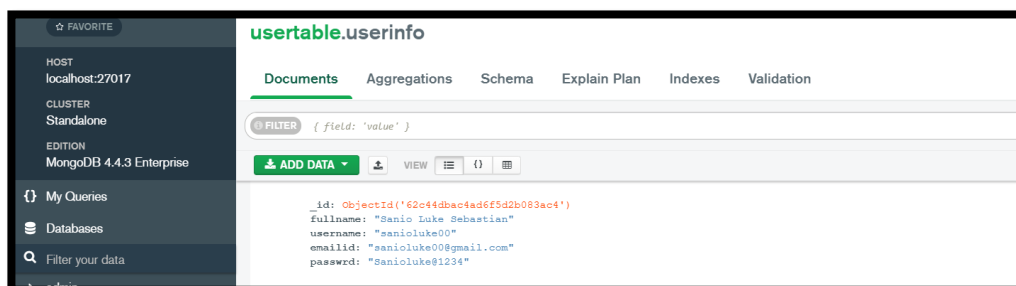 ☆ FAVORITE
HOST
localhost:27017
CLUSTER
Standalone
EDITION
MongoDB 4.4.3 Enterprise
{} My Queries
Databases
Filter your data
usertable.userinfo
Documents Aggregations Schema Explain Plan Indexes Validation
FILTER { field: 'value' }
ADD DATA VIEW {}
_id: ObjectId('62c44dbac4ad6f5d2b083ac4')
fullname: "Sanio Luke Sebastian"
username: "sanioluke00"
emailid: "sanioluke00@gmail.com"
passwrd: "Sanioluke@1234"